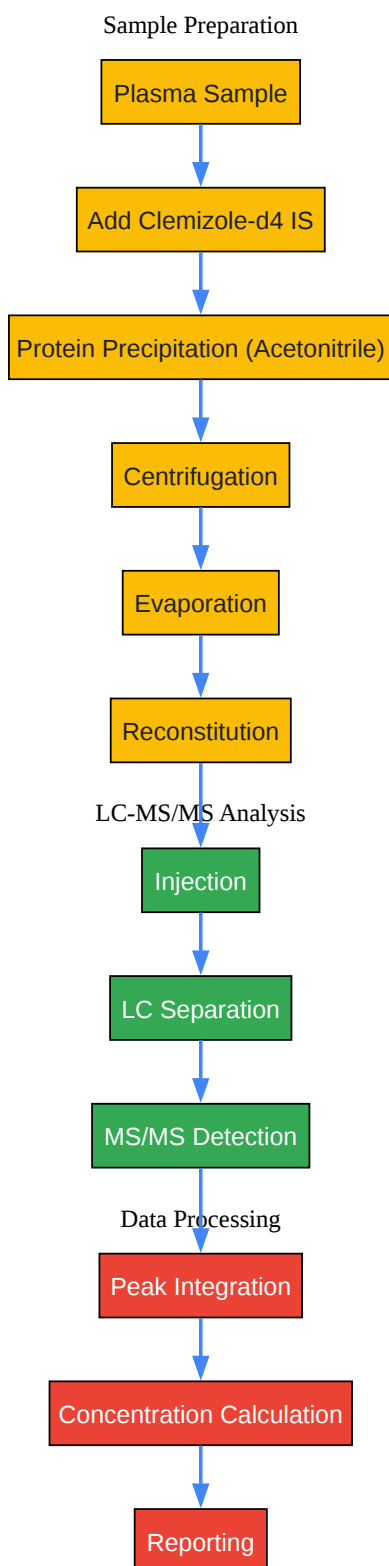 Sample Preparation
Plasma Sample
Add Clemizole-d4 IS
Protein Precipitation (Acetonitrile)
Centrifugation
Evaporation
Reconstitution
LC-MS/MS Analysis
Injection
LC Separation
MS/MS Detection
Data Processing
Peak Integration
Concentration Calculation
Reporting